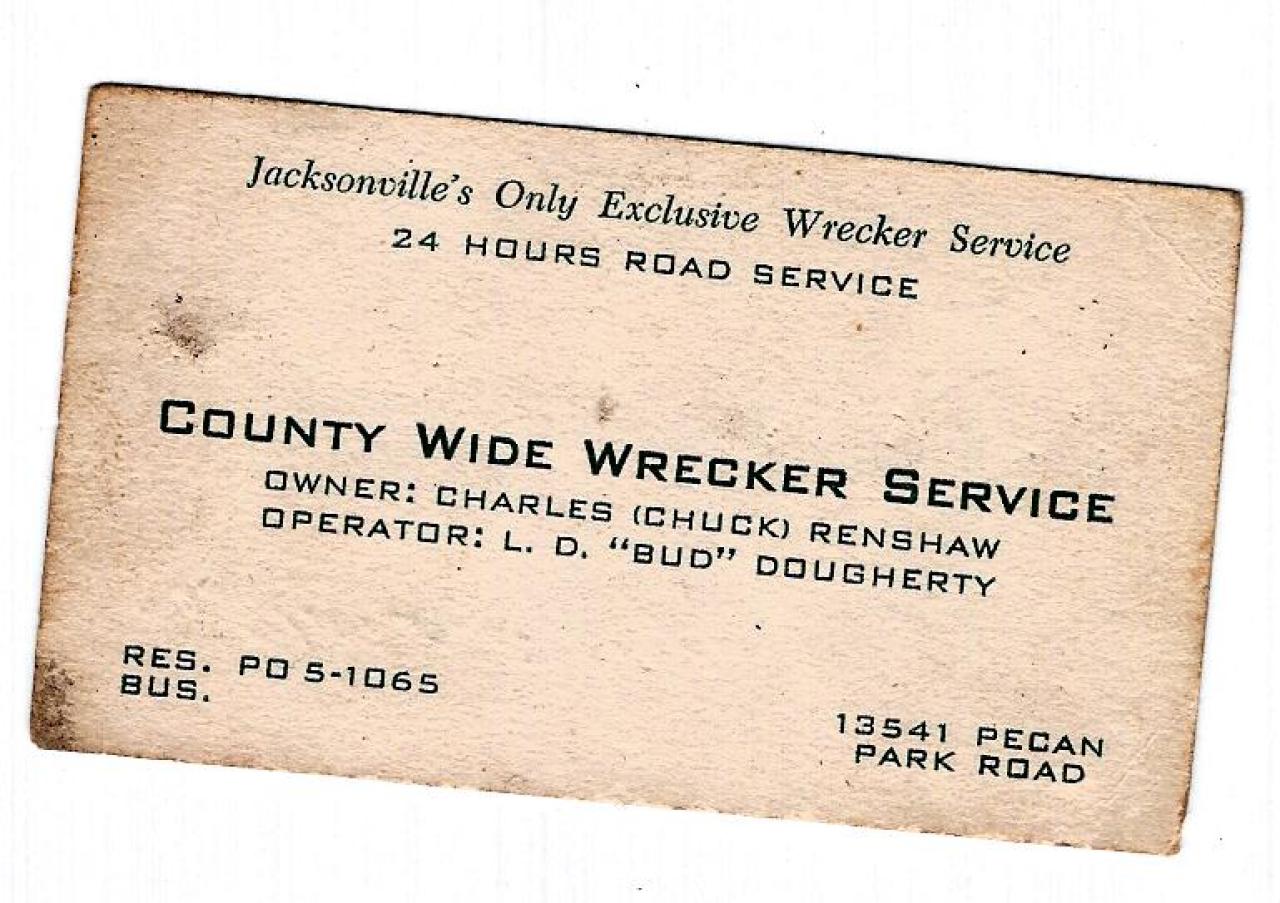 Jacksonville's Only Exclusive Wrecker Service
24 HOURS ROAD SERVICE
COUNTY WIDE WRECKER SERVICE
OWNER: CHARLES (CHUCK) RENSHAW
OPERATOR: L. D. "BUD" DOUGHERTY
RES. PO 5-1065
BUS.
13541 PECAN
PARK ROAD